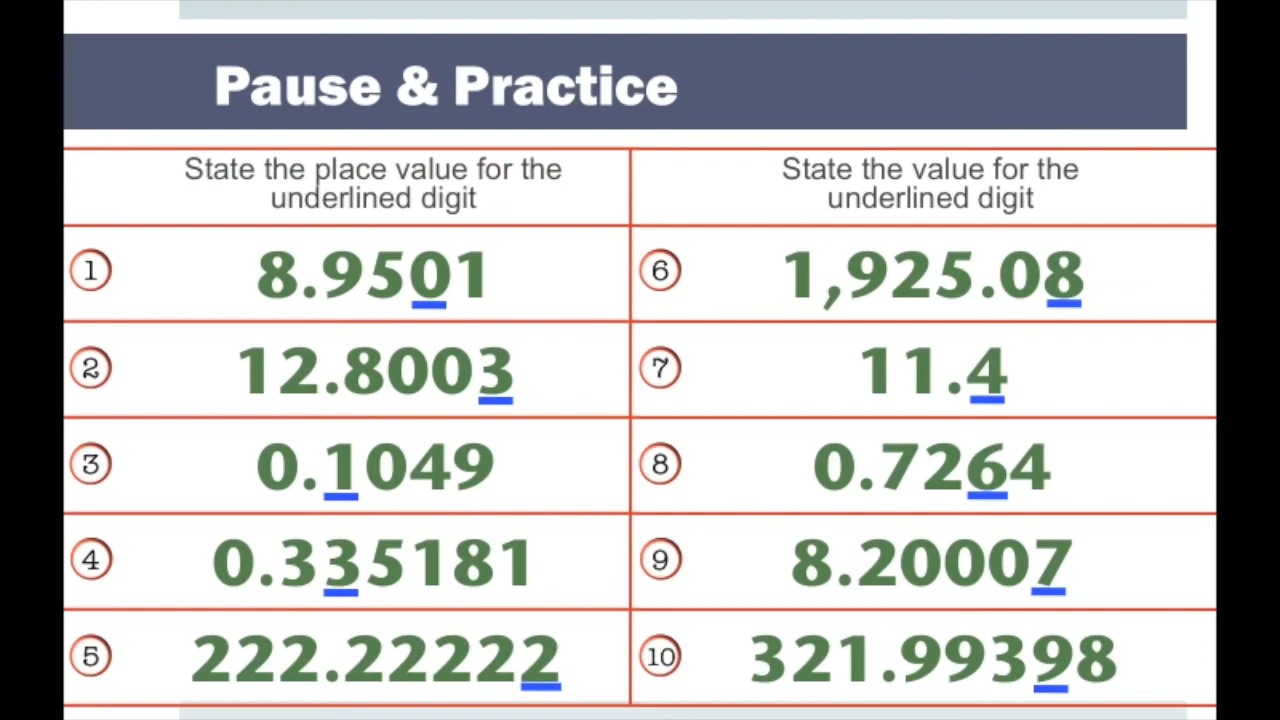 Pause & Practice
State the place value for the
underlined digit
State the value for the
underlined digit
1 8.9501
6 1,925.08
2 12.8003
7 11.4
3 0.1049
8 0.7264
4 0.335181
9 8.20007
5 222.22222
10 321.99398